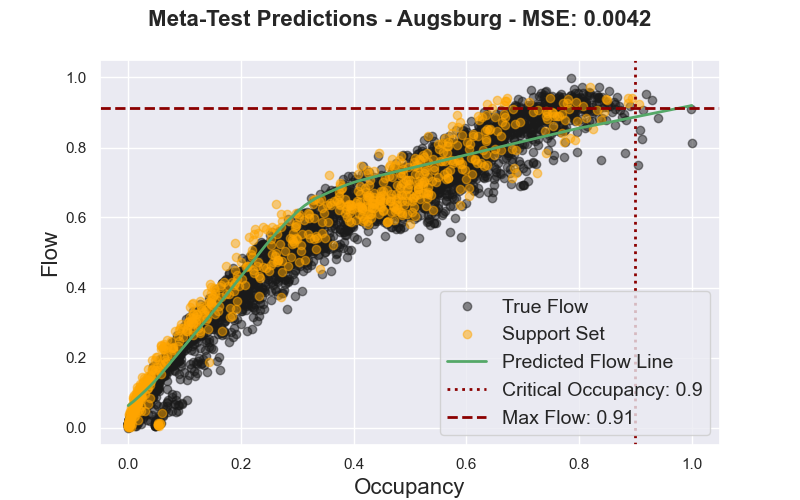 Meta-Test Predictions - Augsburg - MSE: 0.0042
1.0
0.8
0.6
0.4
0.2
0.0
Flow
True Flow
Support Set
Predicted Flow Line
Critical Occupancy: 0.9
Max Flow: 0.91
0.0 0.2 0.4 0.6 0.8 1.0
Occupancy